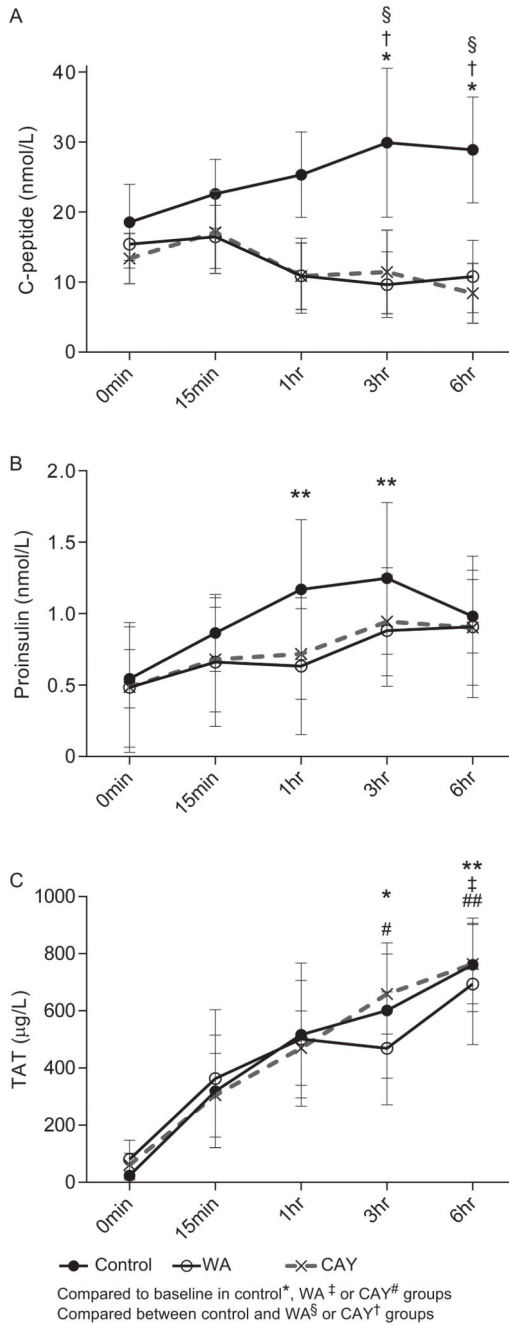 A
§ §
† †
* *
40
30
20
10
0
C-peptide (nmol/L)
0min 15min 1hr 3hr 6hr
B
2.0
** **
1.5
1.0
0.5
0
Proinsulin (nmol/L)
0min 15min 1hr 3hr 6hr
C
**
* ‡
# ##
1000
800
600
400
200
0
TAT (µg/L)
0min 15min 1hr 3hr 6hr
Control WA CAY
Compared to baseline in control*, WA‡ or CAY# groups
Compared between control and WA§ or CAY† groups